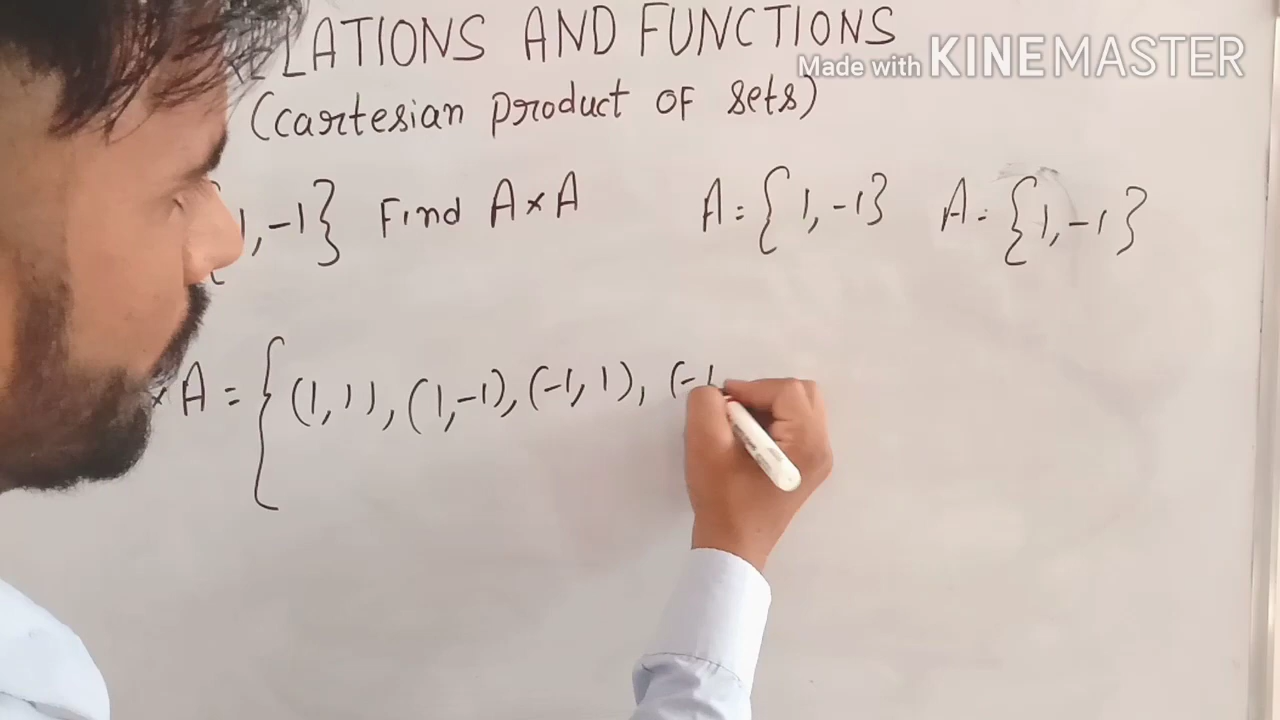 ELATIONS AND FUNCTIONS
Made with KINEMASTER
(cartesian product of sets)
1,-1} Find A×A A={1,-1} A={1,-1}
×A={(1,1),(1,-1),(-1,1),(-1